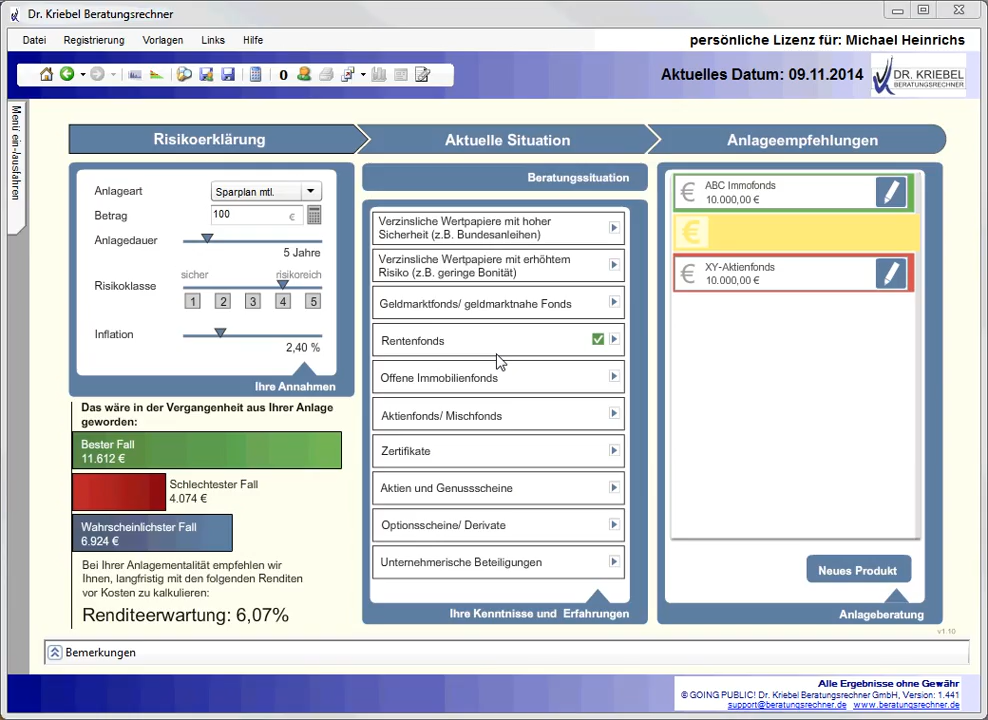 Dr. Kriebel Beratungsrechner
Datei Registrierung Vorlagen Links Hilfe
persönliche Lizenz für: Michael Heinrichs
0
Aktuelles Datum: 09.11.2014
DR. KRIEBEL
BERATUNGSRECHNER
Menü ein-/ausfahren
Risikoerklärung
Aktuelle Situation
Anlageempfehlungen
Anlageart
Sparplan mtl.
Betrag
100 €
Anlagedauer
5 Jahre
sicher risikoreich
Risikoklasse
1 2 3 4 5
Inflation
2,40 %
Ihre Annahmen
Das wäre in der Vergangenheit aus Ihrer Anlage
geworden:
Bester Fall
11.612 €
Schlechtester Fall
4.074 €
Wahrscheinlichster Fall
6.924 €
Bei Ihrer Anlagementalität empfehlen wir
Ihnen, langfristig mit den folgenden Renditen
vor Kosten zu kalkulieren:
Renditeerwartung: 6,07%
Beratungssituation
Verzinsliche Wertpapiere mit hoher
Sicherheit (z.B. Bundesanleihen)
Verzinsliche Wertpapiere mit erhöhtem
Risiko (z.B. geringe Bonität)
Geldmarktfonds/ geldmarktnahe Fonds
Rentenfonds
Offene Immobilienfonds
Aktienfonds/ Mischfonds
Zertifikate
Aktien und Genussscheine
Optionsscheine/ Derivate
Unternehmerische Beteiligungen
Ihre Kenntnisse und Erfahrungen
€
ABC Immofonds
10.000,00 €
€
€
XY-Aktienfonds
10.000,00 €
Neues Produkt
Anlageberatung
v1.10
Bemerkungen
Alle Ergebnisse ohne Gewähr
© GOING PUBLIC! Dr. Kriebel Beratungsrechner GmbH, Version: 1.441
support@beratungsrechner.de www.beratungsrechner.de